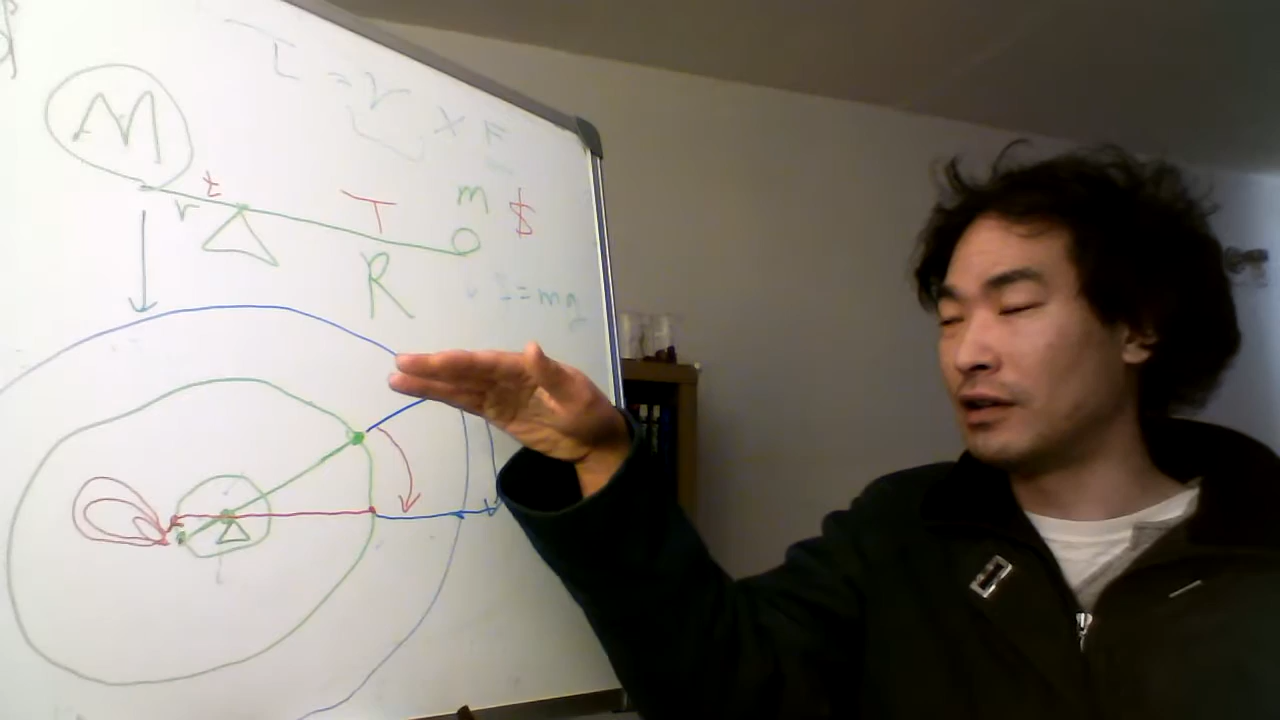 τ = r × F
M
t
r
T
m $
R
= mg